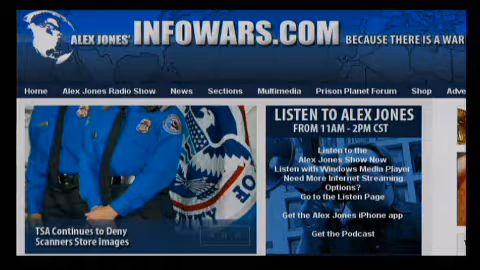 ALEX JONES' INFOWARS.COM BECAUSE THERE IS A WAR
Home Alex Jones Radio Show News Sections Multimedia Prison Planet Forum Shop Adve
LISTEN TO ALEX JONES
FROM 11AM - 2PM CST
Listen to the
Alex Jones Show Now
Listen with Windows Media Player
Need More Internet Streaming
Options?
Go to the Listen Page
Get the Alex Jones iPhone app
Get the Podcast
TSA Continues to Deny
Scanners Store Images